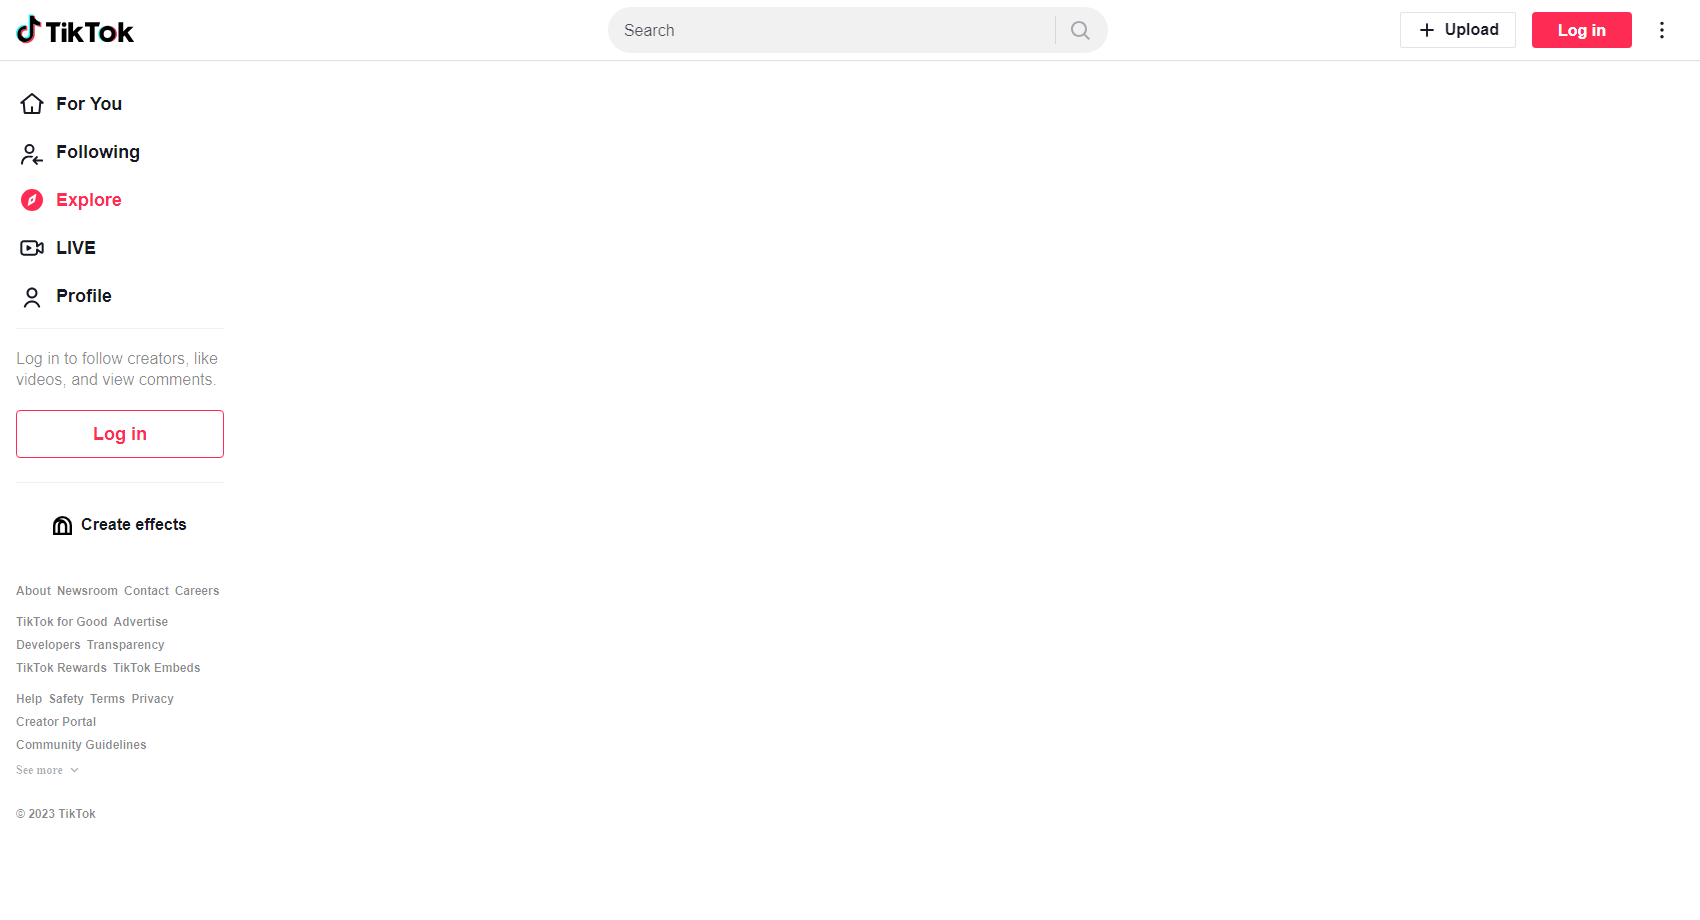 TikTok
Search
Upload
Log in
For You
Following
Explore
LIVE
Profile
Log in to follow creators, like
videos, and view comments.
Log in
Create effects
About Newsroom Contact Careers
TikTok for Good Advertise
Developers Transparency
TikTok Rewards TikTok Embeds
Help Safety Terms Privacy
Creator Portal
Community Guidelines
See more
© 2023 TikTok